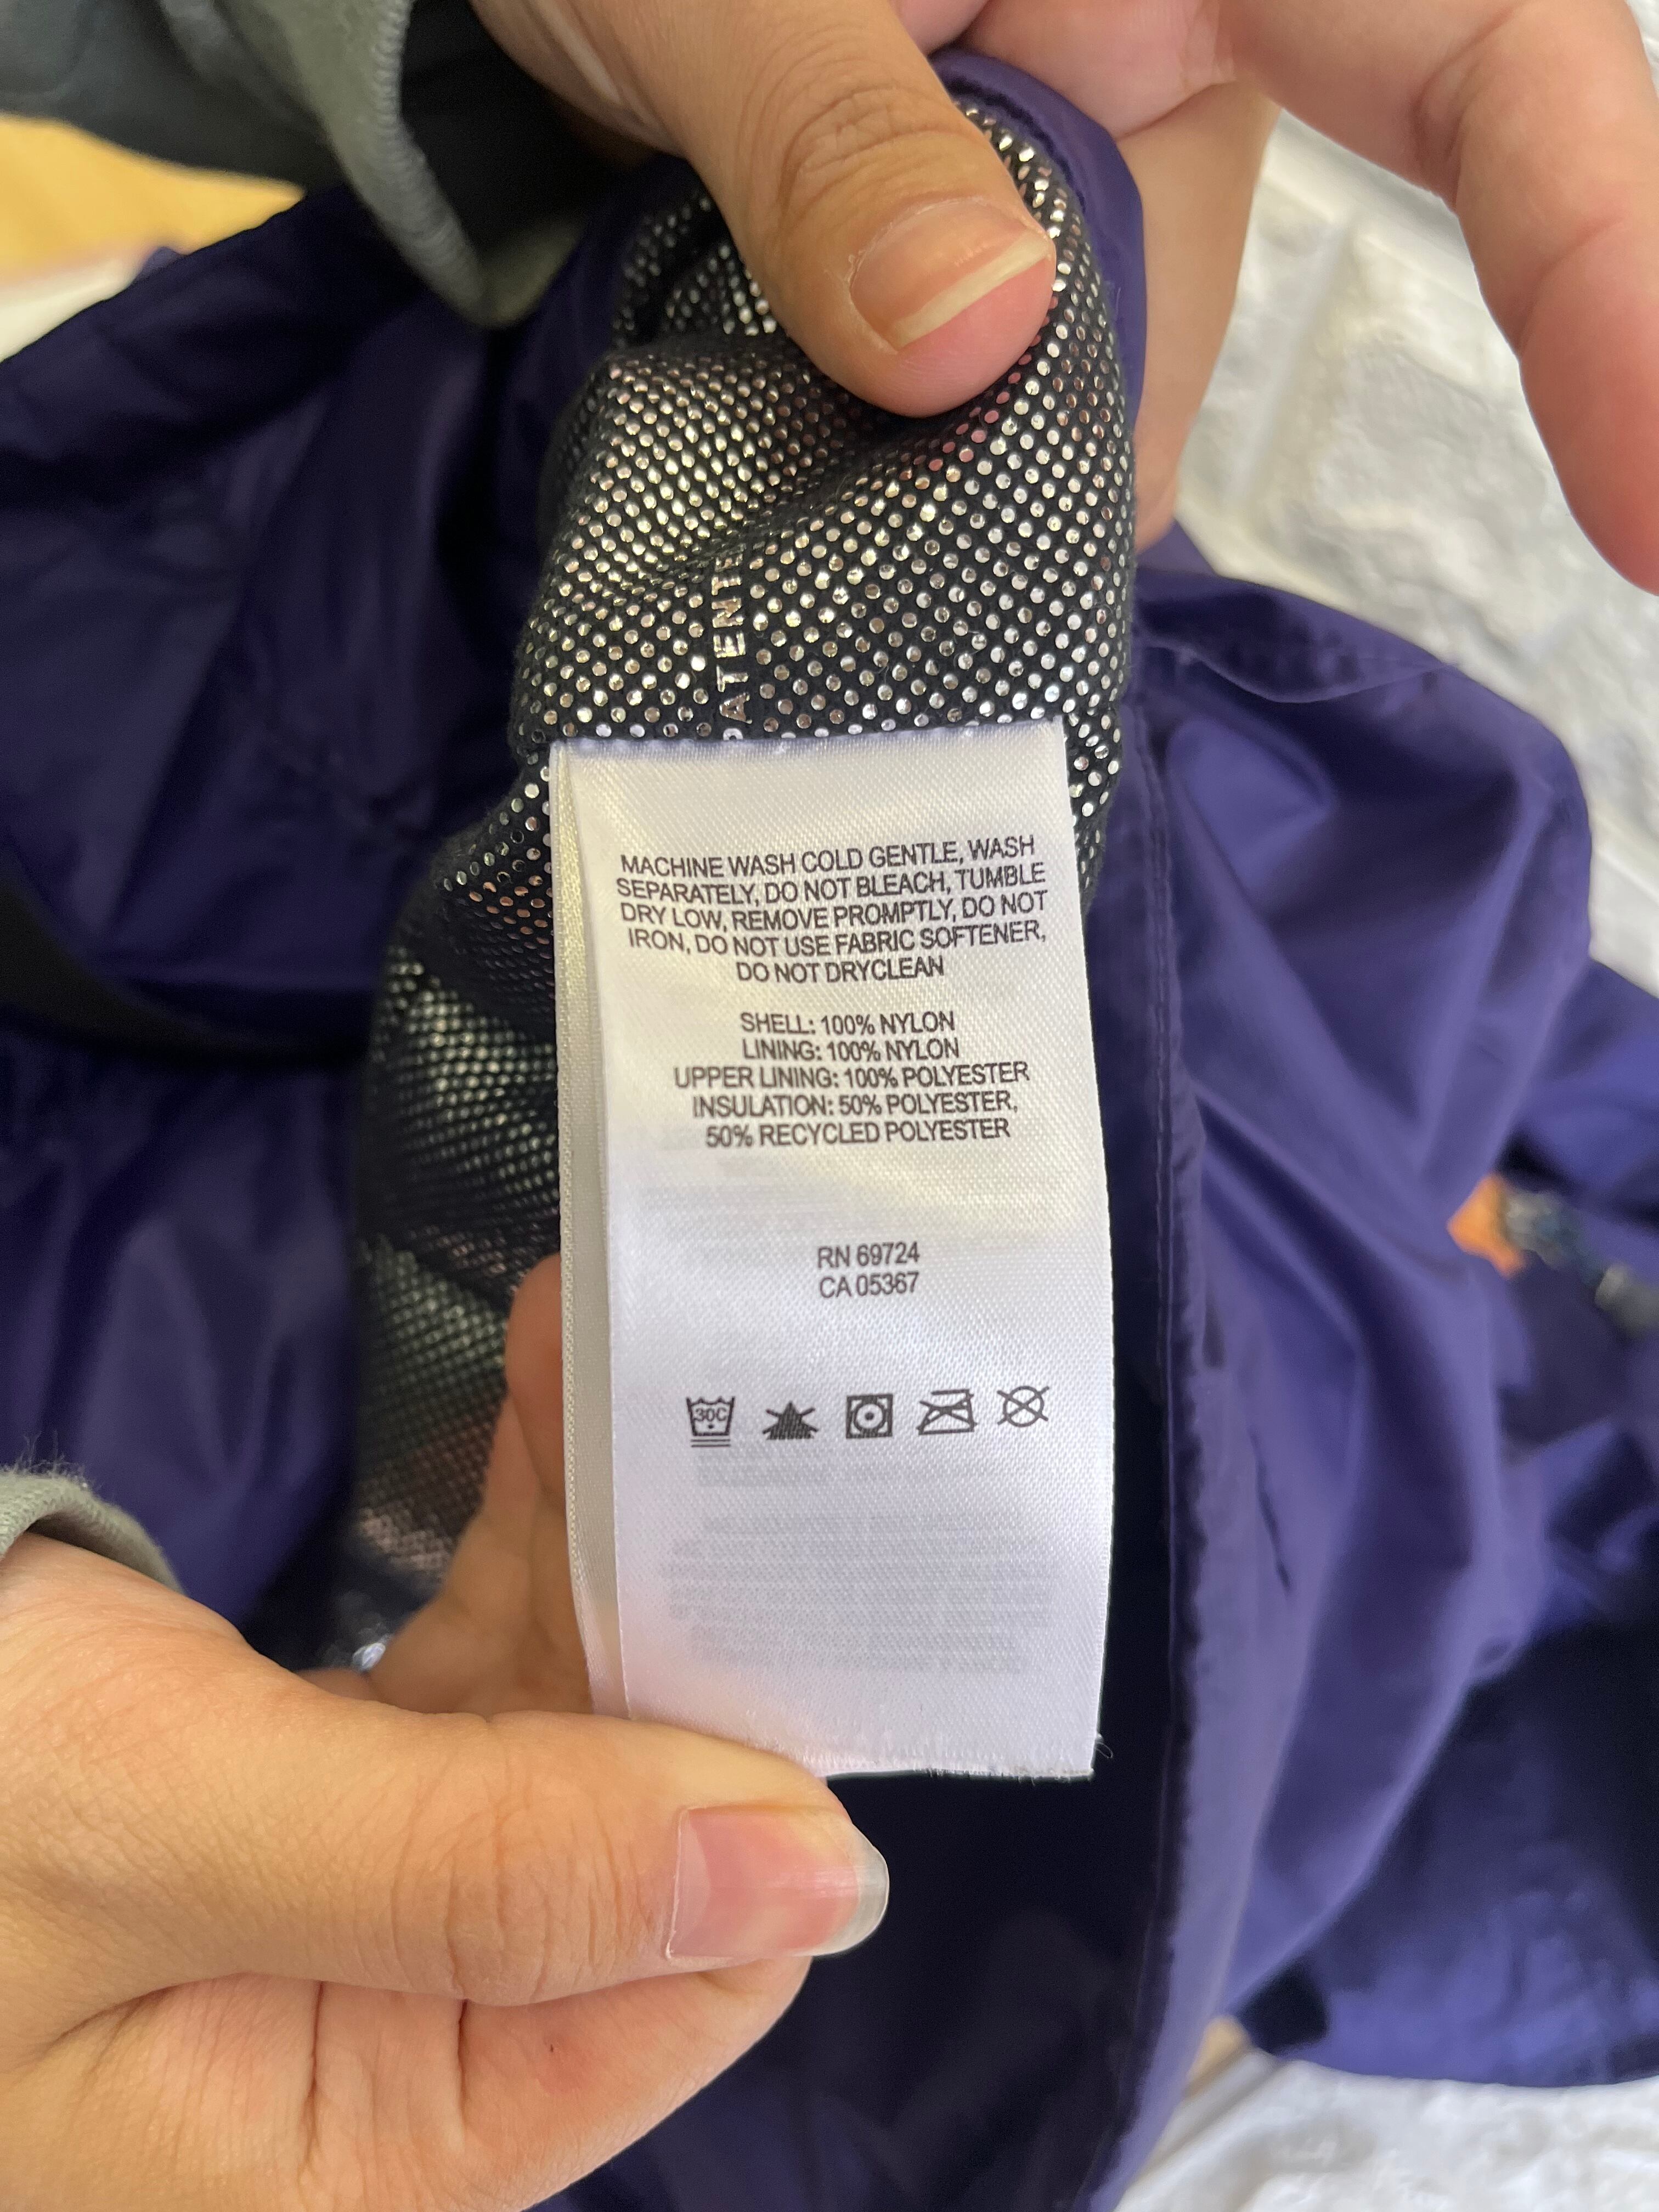 ATENT
MACHINE WASH COLD GENTLE, WASH
SEPARATELY, DO NOT BLEACH, TUMBLE
DRY LOW, REMOVE PROMPTLY, DO NOT
IRON, DO NOT USE FABRIC SOFTENER,
DO NOT DRYCLEAN
SHELL: 100% NYLON
LINING: 100% NYLON
UPPER LINING: 100% POLYESTER
INSULATION: 50% POLYESTER,
50% RECYCLED POLYESTER
RN 69724
CA 05367
30C